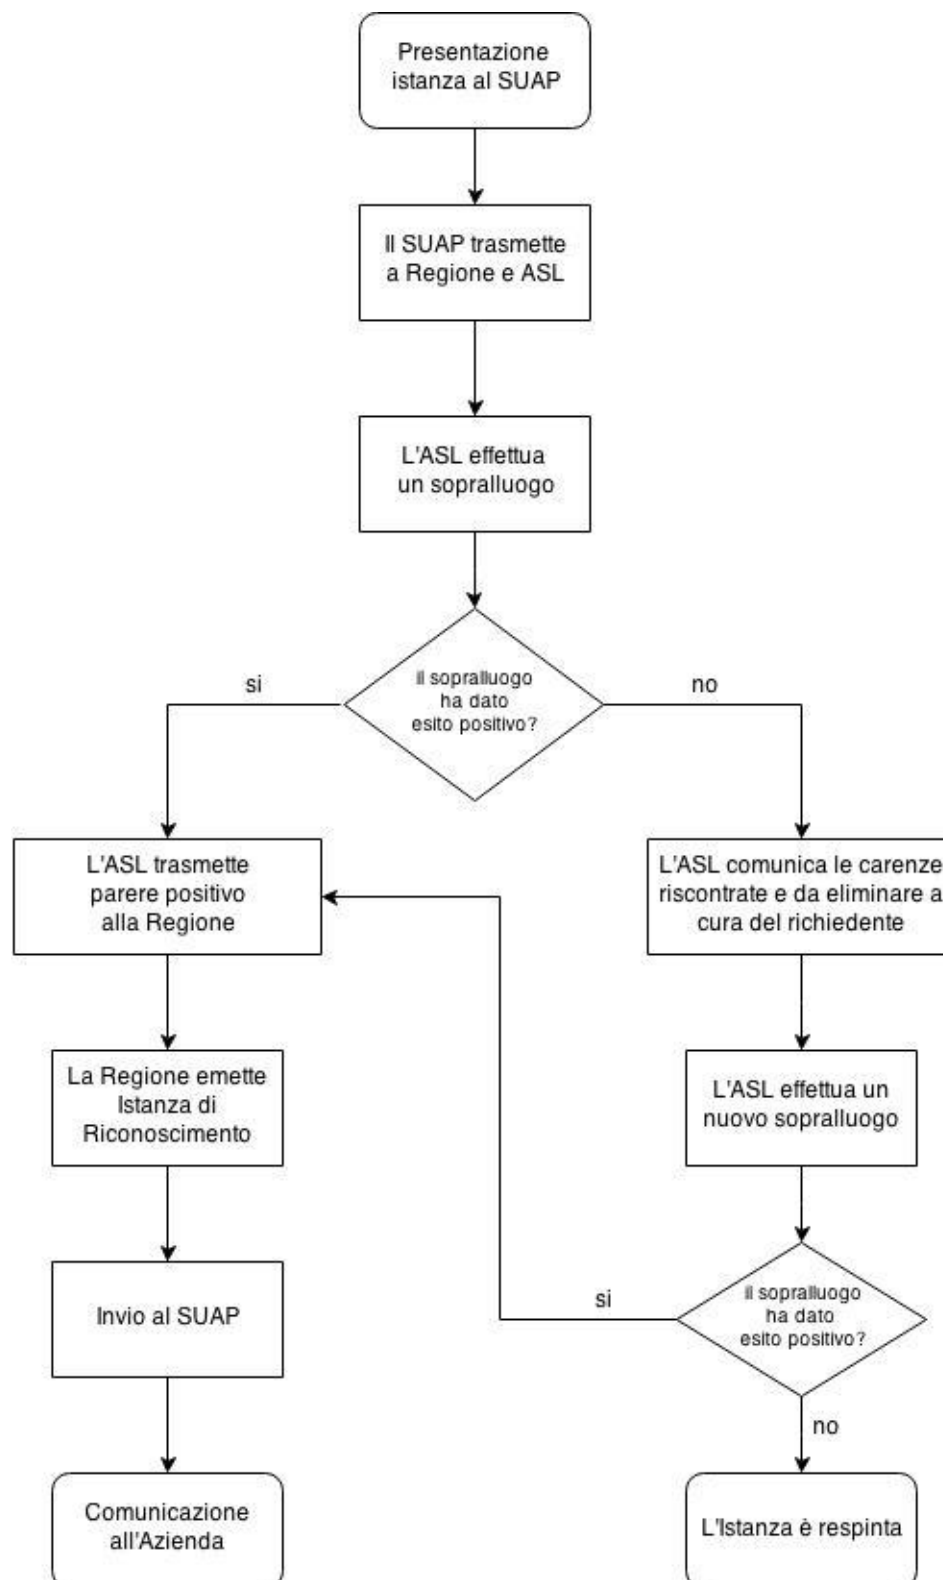 Presentazione
istanza al SUAP
Il SUAP trasmette
a Regione e ASL
L'ASL effettua
un sopralluogo
il sopralluogo
ha dato
esito positivo?
si
no
L'ASL trasmette
parere positivo
alla Regione
L'ASL comunica le carenze
riscontrate e da eliminare a
cura del richiedente
La Regione emette
Istanza di
Riconoscimento
L'ASL effettua un
nuovo sopralluogo
Invio al SUAP
si
il sopralluogo
ha dato
esito positivo?
no
Comunicazione
all'Azienda
L'Istanza è respinta